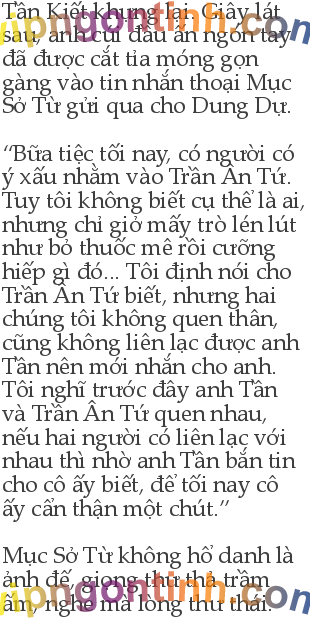 Tần Kiết khựng lại. Giây lát
sau, anh cúi đầu ấn ngón tay
đã được cắt tỉa móng gọn
gàng vào tin nhắn thoại Mục
Sở Từ gửi qua cho Dung Dự.
“Bữa tiệc tối nay, có người có
ý xấu nhằm vào Trần Ân Tứ.
Tuy tôi không biết cụ thể là ai,
nhưng chỉ giở mấy trò lén lút
như bỏ thuốc mê rồi cưỡng
hiếp gì đó... Tôi định nói cho
Trần Ân Tứ biết, nhưng hai
chúng tôi không quen thân,
cũng không liên lạc được anh
Tần nên mới nhắn cho anh.
Tôi nghĩ trước đây anh Tần
và Trần Ân Tứ quen nhau,
nếu hai người có liên lạc với
nhau thì nhờ anh Tần bắn tin
cho cô ấy biết, để tối nay cô
ấy cẩn thận một chút.”
Mục Sở Từ không hổ danh là
ảnh đế, giọng thư thả trầm
ấm, nghe mà lòng thư thái.
vipngontinh.com
vipngontinh.com